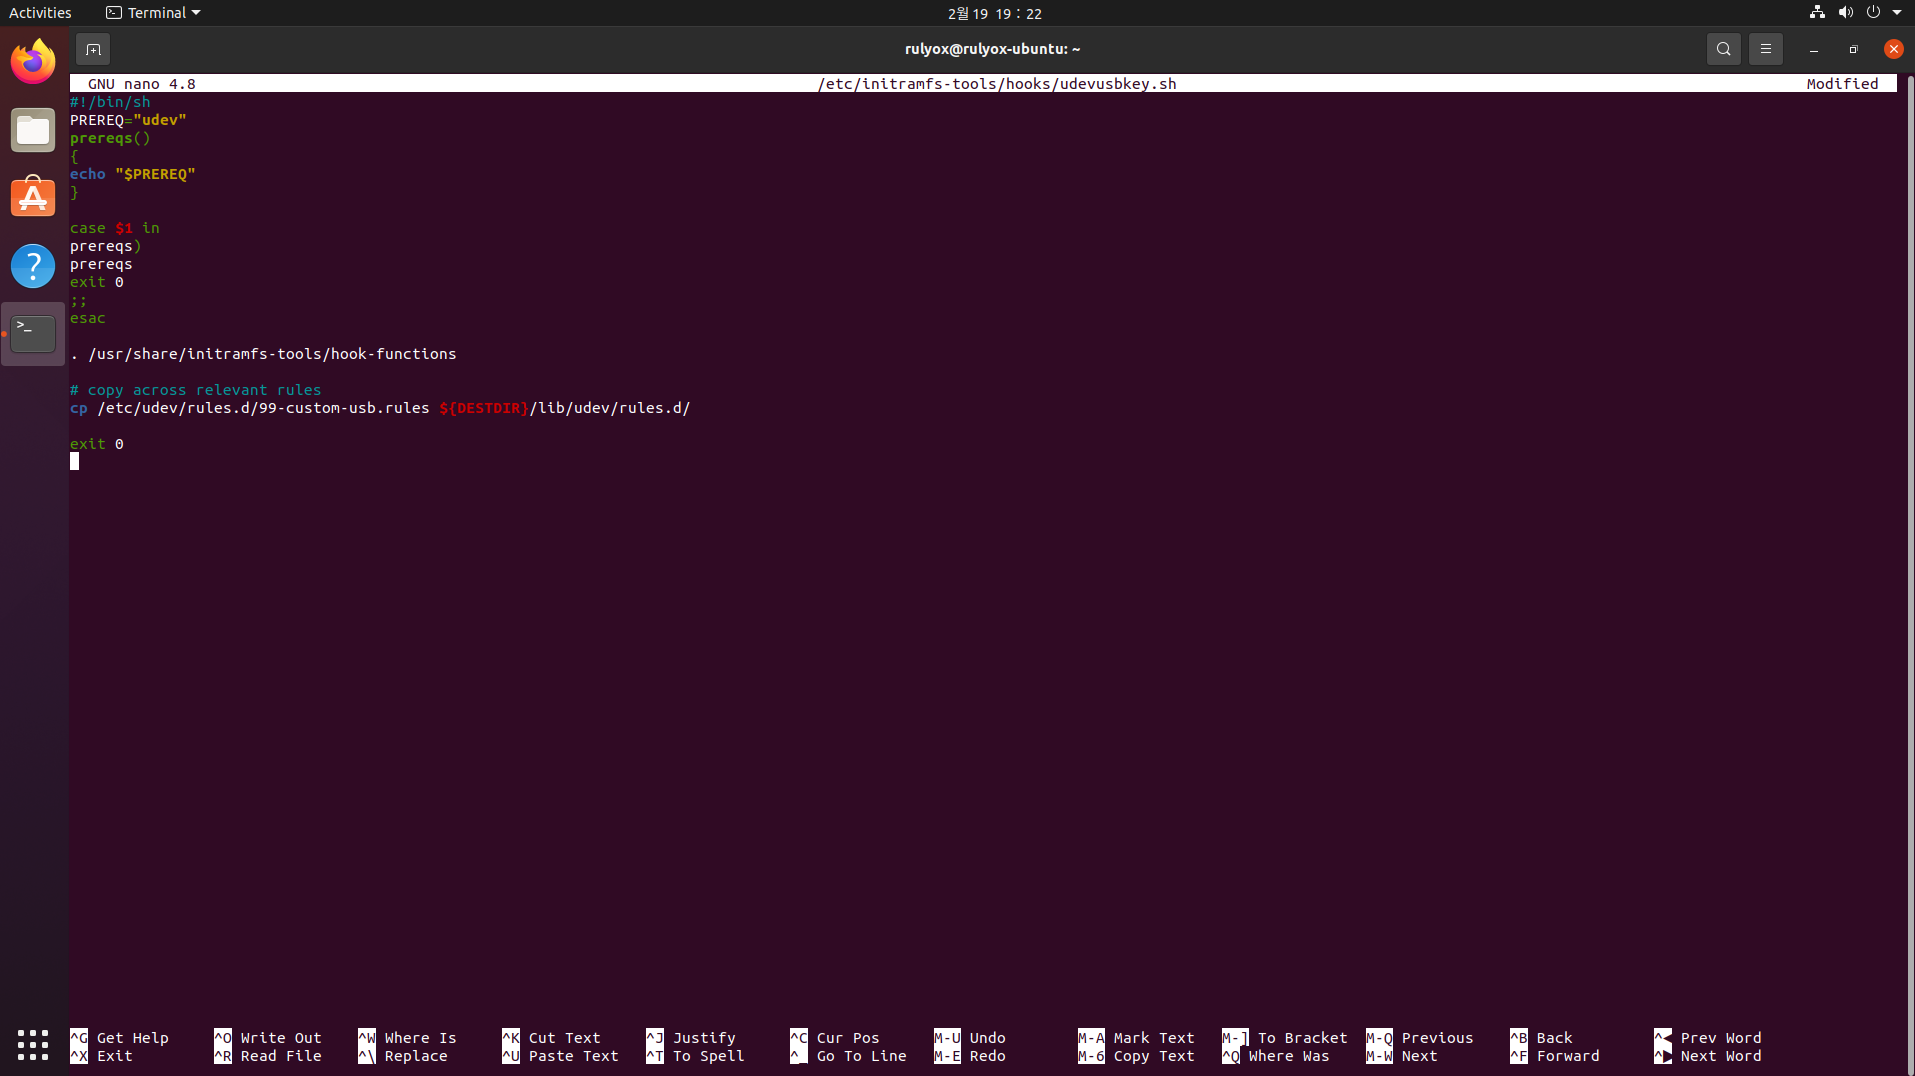 Activities Terminal 2월 19 19 : 22
rulyox@rulyox-ubuntu: ~
GNU nano 4.8 /etc/initramfs-tools/hooks/udevusbkey.sh Modified
#!/bin/sh
PREREQ="udev"
prereqs()
{
echo "$PREREQ"
}
case $1 in
prereqs)
prereqs
exit 0
;;
esac
. /usr/share/initramfs-tools/hook-functions
# copy across relevant rules
cp /etc/udev/rules.d/99-custom-usb.rules ${DESTDIR}/lib/udev/rules.d/
exit 0
^G Get Help ^O Write Out ^W Where Is ^K Cut Text ^J Justify ^C Cur Pos M-U Undo M-A Mark Text M-] To Bracket M-Q Previous ^B Back ^◀ Prev Word
^X Exit ^R Read File ^\ Replace ^U Paste Text ^T To Spell ^_ Go To Line M-E Redo M-6 Copy Text ^Q Where Was M-W Next ^F Forward ^▶ Next Word